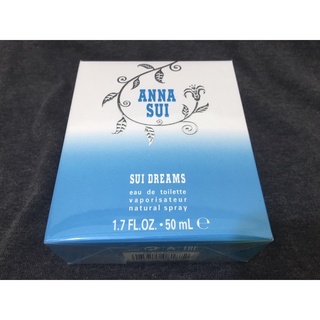 ANNA
SUI
SUI DREAMS
eau de toilette
vaporisateur
natural spray
1.7 FL.OZ. • 50 mL ℮